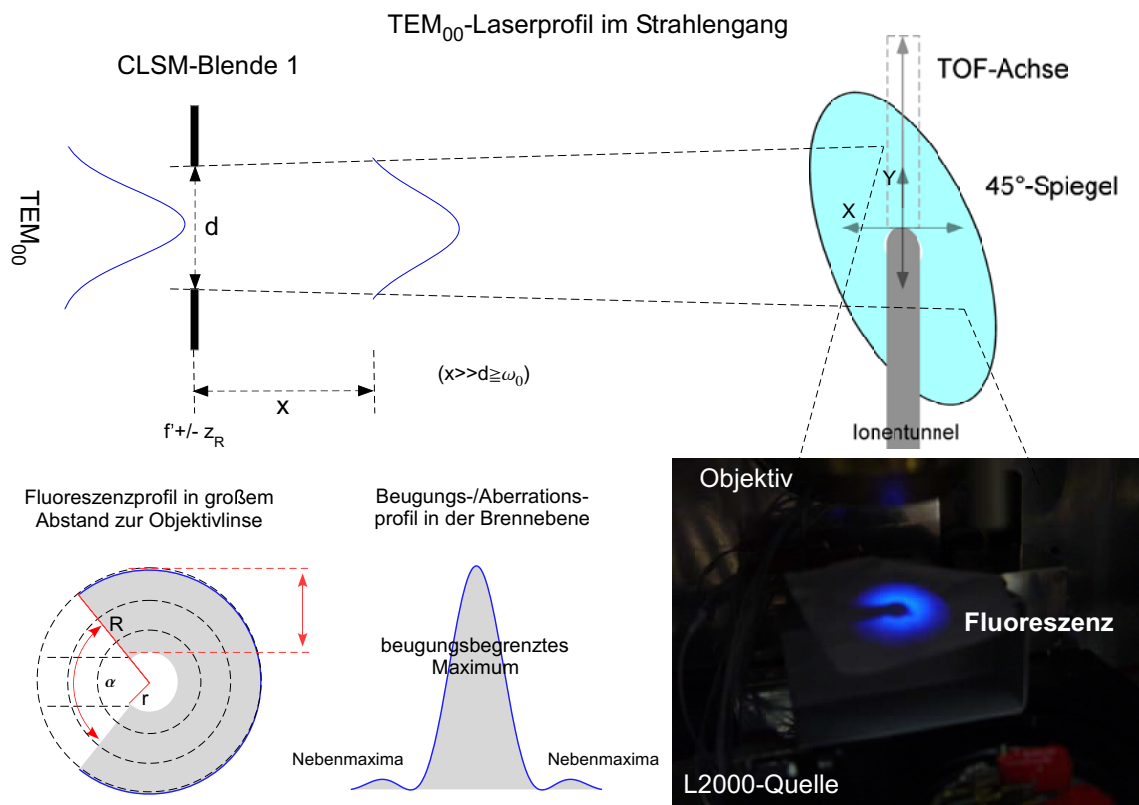 TEM00-Laserprofil im Strahlengang
CLSM-Blende 1
TOF-Achse
TEM00
d
Y
X
45°-Spiegel
x
(x>>d≧ω0)
f'+/- zR
Ionentunnel
Fluoreszenzprofil in großem
Abstand zur Objektivlinse
Beugungs-/Aberrations-
profil in der Brennebene
Objektiv
R
α
r
beugungsbegrenztes
Maximum
Fluoreszenz
Nebenmaxima
Nebenmaxima
L2000-Quelle